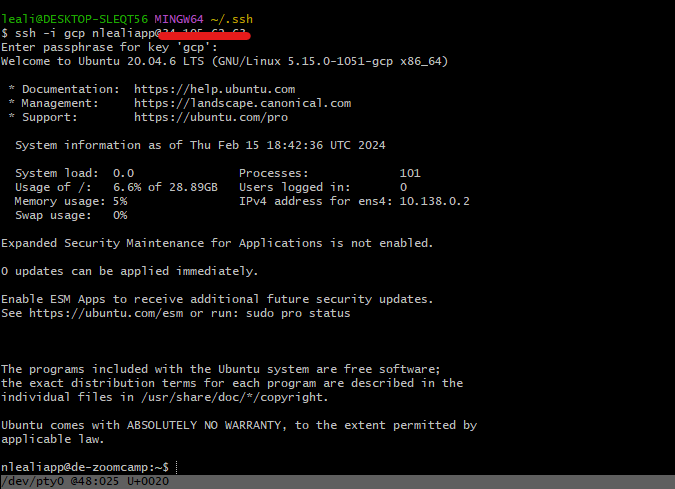 leali@DESKTOP-SLEQT56 MINGW64 ~/.ssh
$ ssh -i gcp nlealiapp@
Enter passphrase for key 'gcp':
Welcome to Ubuntu 20.04.6 LTS (GNU/Linux 5.15.0-1051-gcp x86_64)
* Documentation: https://help.ubuntu.com
* Management: https://landscape.canonical.com
* Support: https://ubuntu.com/pro
System information as of Thu Feb 15 18:42:36 UTC 2024
System load: 0.0 Processes: 101
Usage of /: 6.6% of 28.89GB Users logged in: 0
Memory usage: 5% IPv4 address for ens4: 10.138.0.2
Swap usage: 0%
Expanded Security Maintenance for Applications is not enabled.
0 updates can be applied immediately.
Enable ESM Apps to receive additional future security updates.
See https://ubuntu.com/esm or run: sudo pro status
The programs included with the Ubuntu system are free software;
the exact distribution terms for each program are described in the
individual files in /usr/share/doc/*/copyright.
Ubuntu comes with ABSOLUTELY NO WARRANTY, to the extent permitted by
applicable law.
nlealiapp@de-zoomcamp:~$
/dev/pty0 @48:025 U+0020